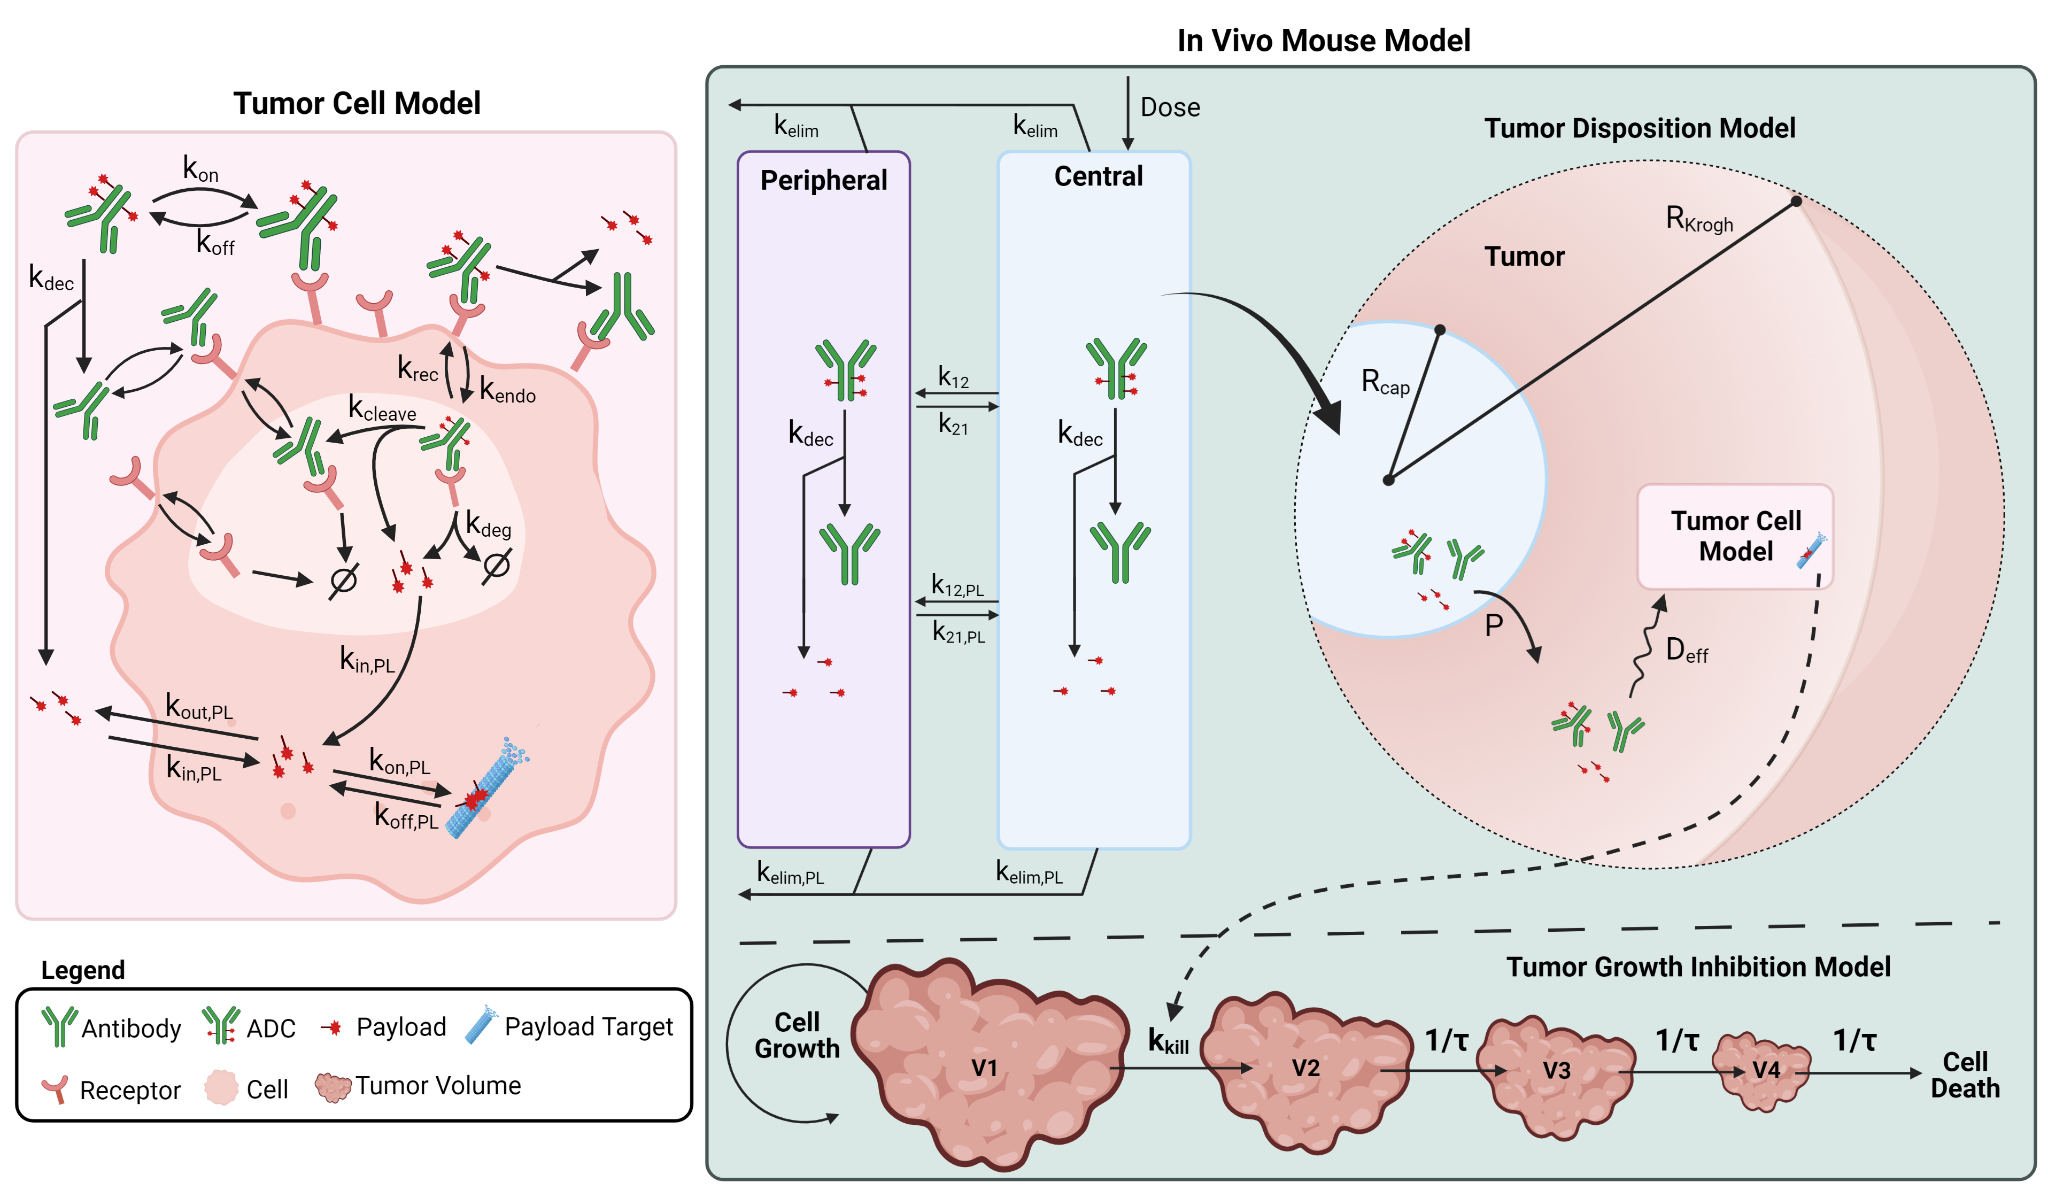 In Vivo Mouse Model
Tumor Cell Model
kon
koff
kdec
krec
kendo
kcleave
kdeg
kin,PL
kout,PL
kin,PL
kon,PL
koff,PL
Legend
Antibody
ADC
Payload
Payload Target
Receptor
Cell
Tumor Volume
kelim
kelim
Dose
Peripheral
Central
k12
k21
kdec
kdec
k12,PL
k21,PL
kelim,PL
kelim,PL
Tumor Disposition Model
RKrogh
Tumor
Rcap
Tumor Cell
Model
P
Deff
Tumor Growth Inhibition Model
Cell
Growth
V1
kkill
V2
1/τ
V3
1/τ
V4
1/τ
Cell
Death